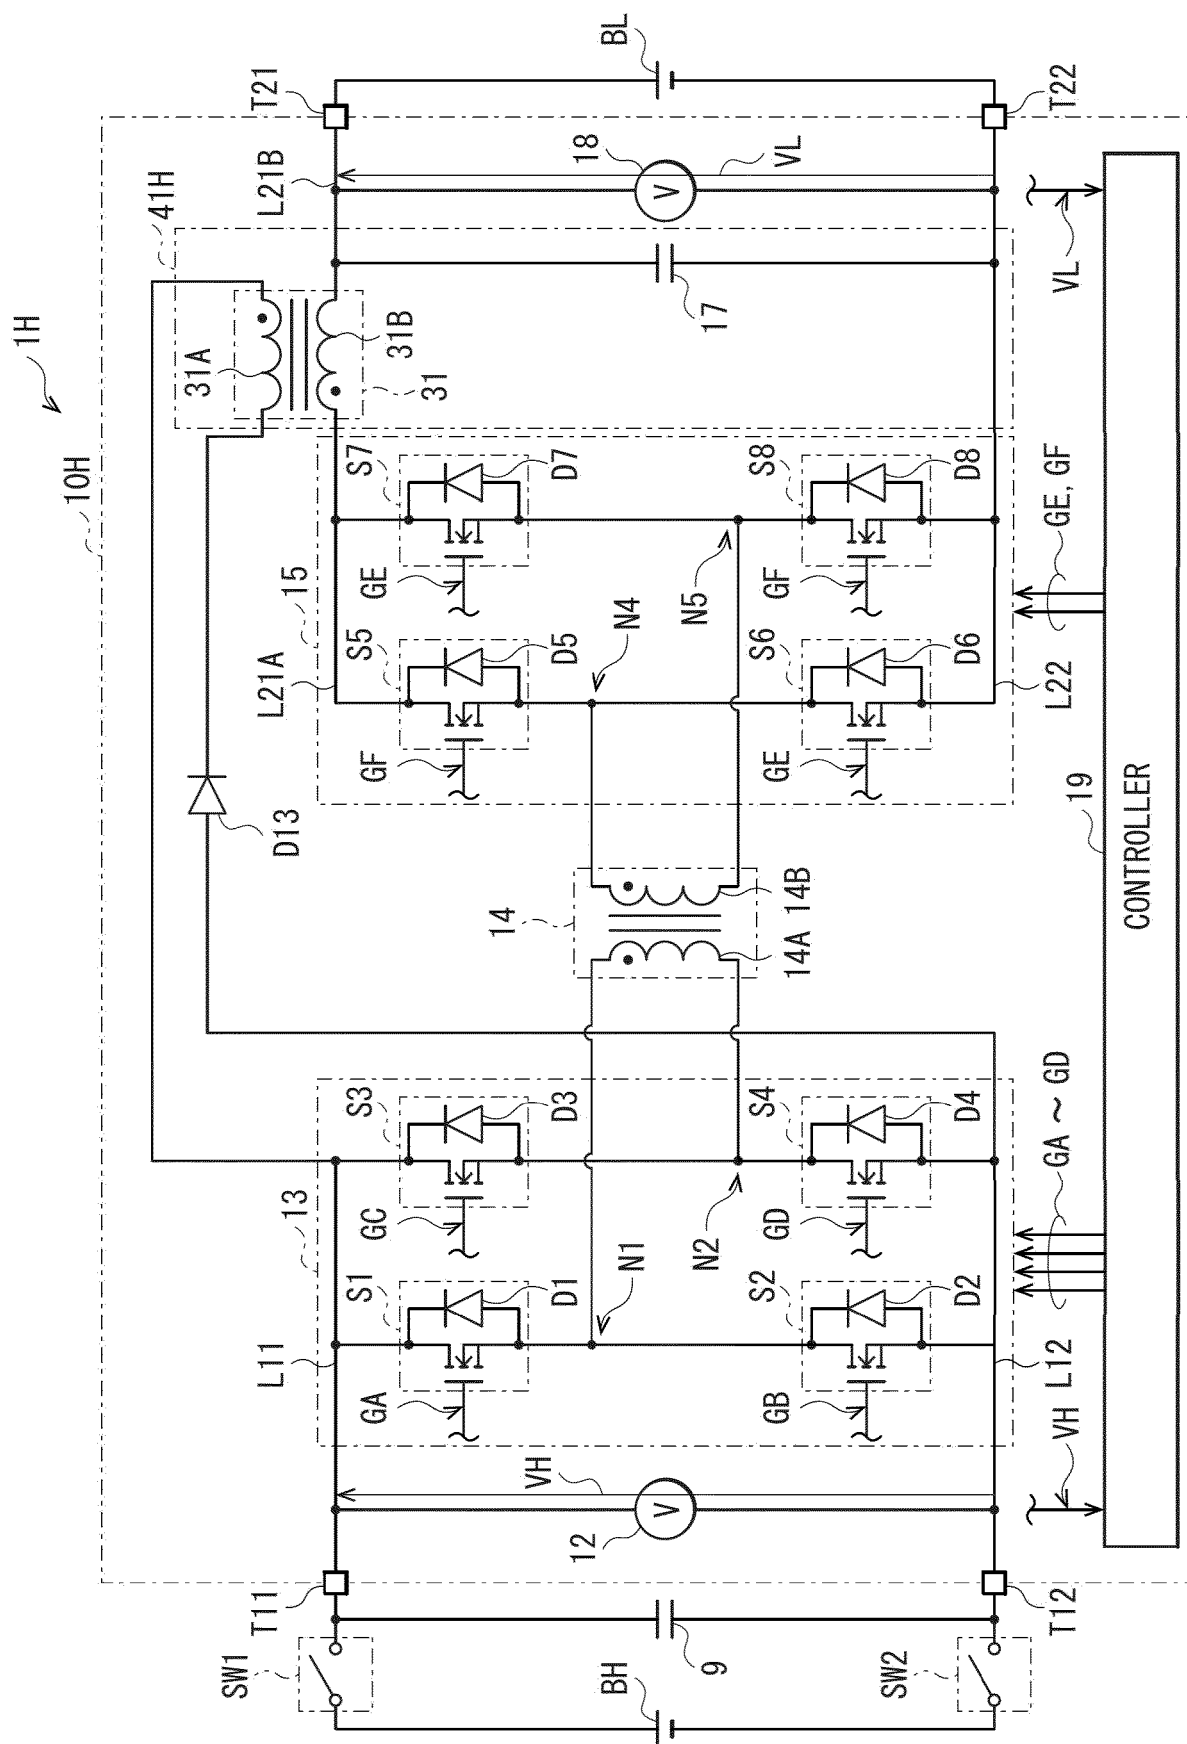 1H
10H
41H
31A
31B
31
D13
T11
T12
T21
T22
SW1
SW2
BH
9
12
V
VH
L11
13
S1
GA
D1
S3
GC
D3
N1
N2
S2
GB
D2
S4
GD
D4
L12
14
14A
14B
L21A
15
S5
GF
D5
S7
GE
D7
N4
N5
S6
GE
D6
S8
GF
D8
L22
L21B
17
18
V
VL
BL
VH
GA ~ GD
GE, GF
VL
19
CONTROLLER